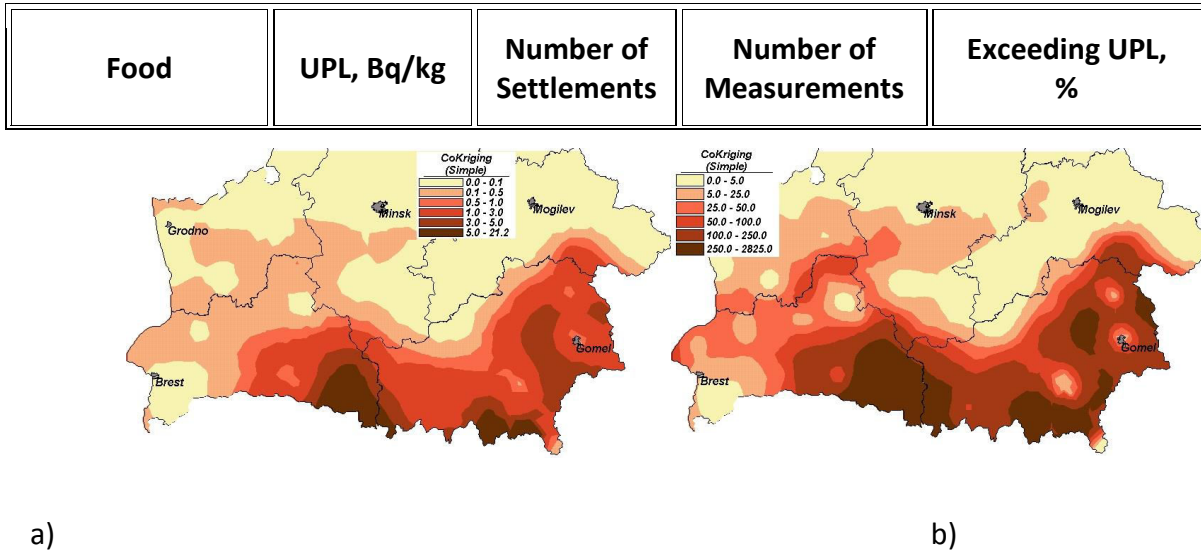 Food
UPL, Bq/kg
Number of
Settlements
Number of
Measurements
Exceeding UPL,
%
CoKriging
(Simple)
0.0 - 0.1
0.1 - 0.5
0.5 - 1.0
1.0 - 3.0
3.0 - 5.0
5.0 - 21.2
Minsk
Mogilev
Grodno
Gomel
Brest
CoKriging
(Simple)
0.0 - 5.0
5.0 - 25.0
25.0 - 50.0
50.0 - 100.0
100.0 - 250.0
250.0 - 2825.0
Minsk
Mogilev
Gomel
Brest
a)
b)